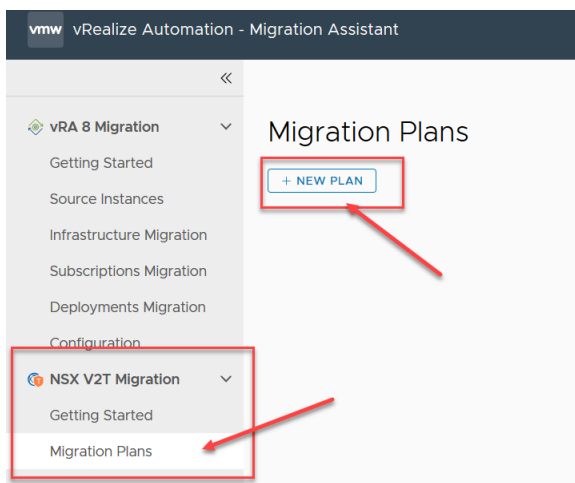 vmw vRealize Automation - Migration Assistant
vRA 8 Migration
Getting Started
Source Instances
Infrastructure Migration
Subscriptions Migration
Deployments Migration
Configuration
NSX V2T Migration
Getting Started
Migration Plans
Migration Plans
+ NEW PLAN